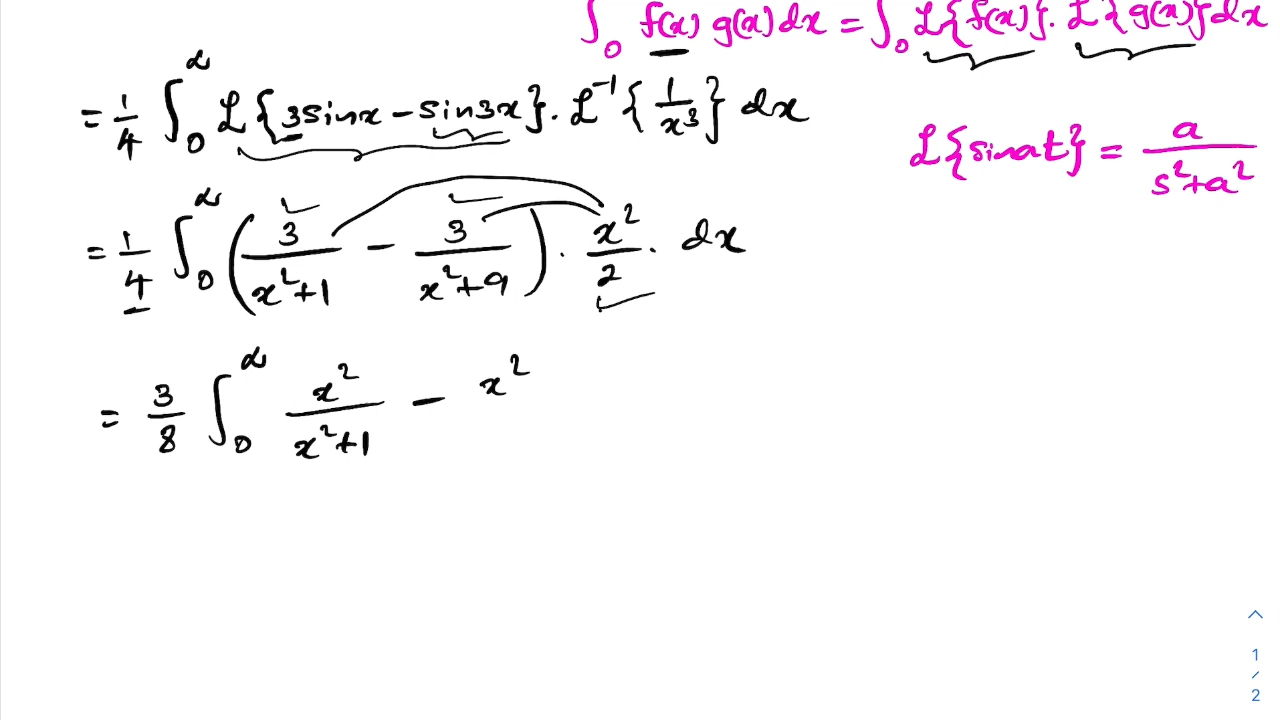 ∫₀ f(x) g(x) dx = ∫₀ ℒ{f(x)}. ℒ{g(x)} dx
= 1/4 ∫₀^∞ ℒ{3sinx - sin3x}. ℒ⁻¹{1/x³} dx
ℒ{sinat} = a/(s²+a²)
= 1/4 ∫₀^∞ (3/(x²+1) - 3/(x²+9)) . x²/2 . dx
= 3/8 ∫₀^∞ x²/(x²+1) - x²
1
/
2